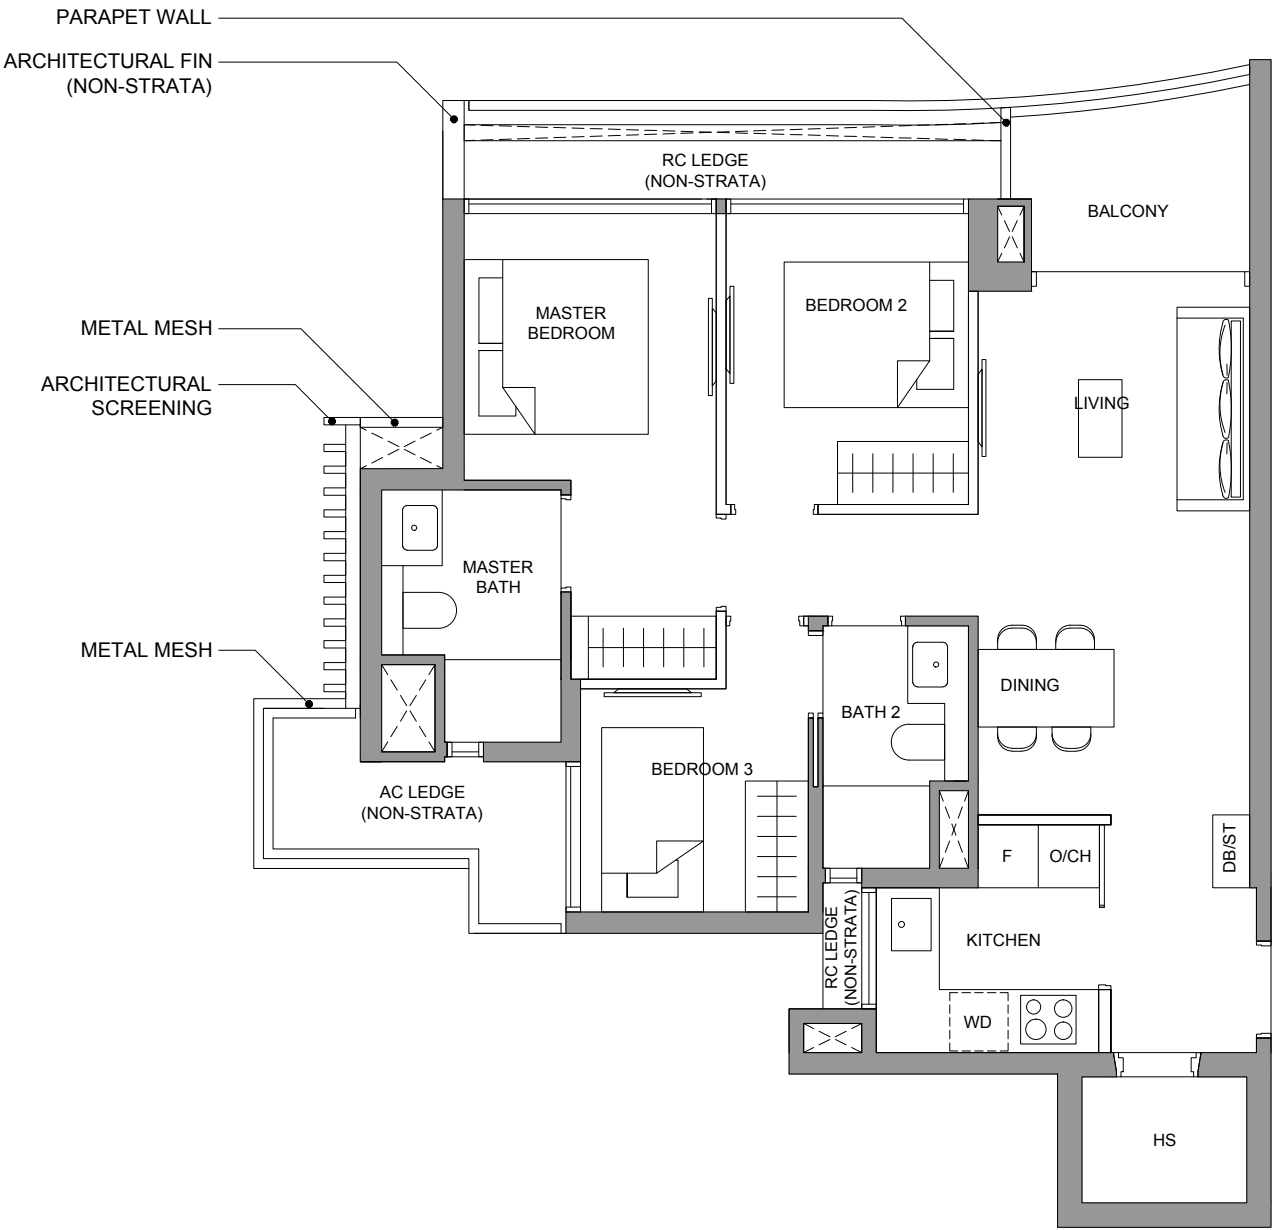 PARAPET WALL
ARCHITECTURAL FIN
(NON-STRATA)
RC LEDGE
(NON-STRATA)
BALCONY
MASTER
BEDROOM
BEDROOM 2
METAL MESH
ARCHITECTURAL
SCREENING
LIVING
MASTER
BATH
METAL MESH
DINING
BATH 2
BEDROOM 3
AC LEDGE
(NON-STRATA)
F
O/CH
DB/ST
RC LEDGE
(NON-STRATA)
KITCHEN
WD
HS